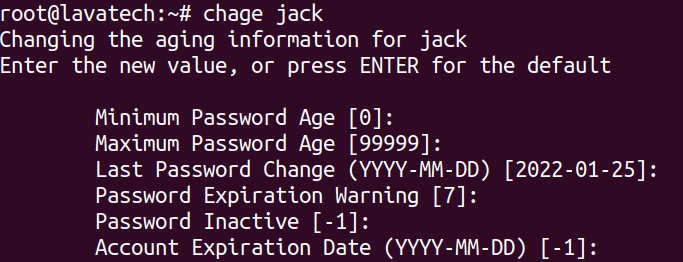 root@lavatech:~# chage jack
Changing the aging information for jack
Enter the new value, or press ENTER for the default
Minimum Password Age [0]:
Maximum Password Age [99999]:
Last Password Change (YYYY-MM-DD) [2022-01-25]:
Password Expiration Warning [7]:
Password Inactive [-1]:
Account Expiration Date (YYYY-MM-DD) [-1]: